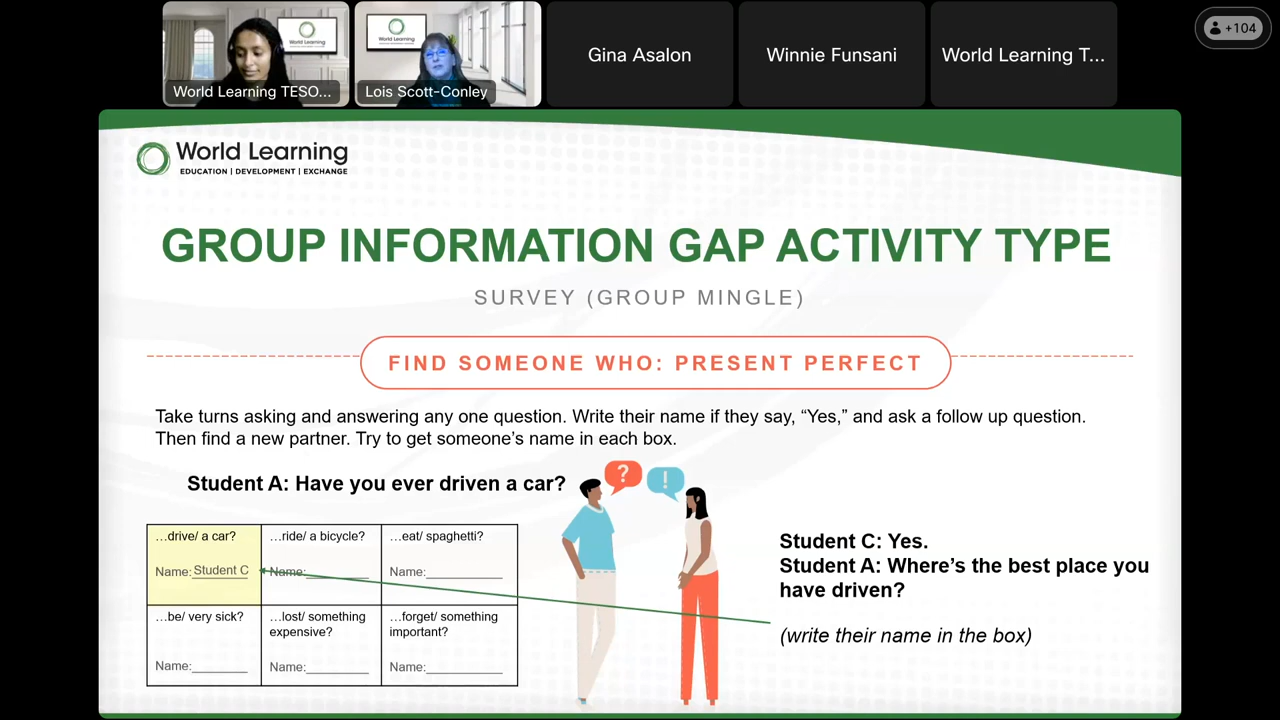 World Learning TESO...
Lois Scott-Conley
Gina Asalon
Winnie Funsani
World Learning T...
+104
World Learning
EDUCATION | DEVELOPMENT | EXCHANGE
GROUP INFORMATION GAP ACTIVITY TYPE
SURVEY (GROUP MINGLE)
FIND SOMEONE WHO: PRESENT PERFECT
Take turns asking and answering any one question. Write their name if they say, “Yes,” and ask a follow up question.
Then find a new partner. Try to get someone’s name in each box.
Student A: Have you ever driven a car?
? !
…drive/ a car?
Name: Student C
…ride/ a bicycle?
Name:___________
…eat/ spaghetti?
Name:___________
…be/ very sick?
Name:___________
…lost/ something
expensive?
Name:___________
…forget/ something
important?
Name:___________
Student C: Yes.
Student A: Where’s the best place you
have driven?
(write their name in the box)